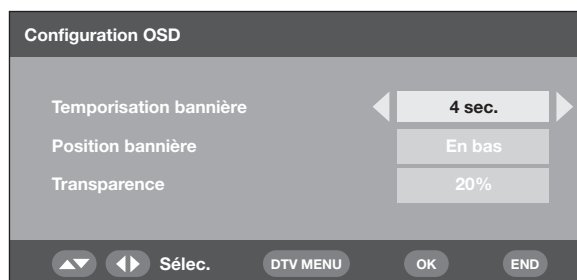 Configuration OSD
Temporisation bannière 4 sec.
Position bannière En bas
Transparence 20%
Sélec. DTV MENU OK END